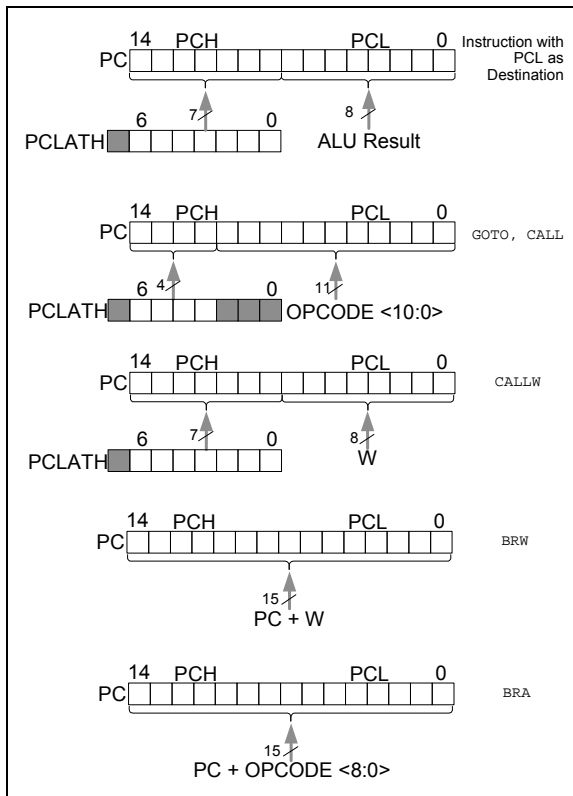 14 PCH PCL 0
PC
Instruction with
PCL as
Destination
7 8
6 0
PCLATH
ALU Result
14 PCH PCL 0
PC
GOTO, CALL
4 11
6 0
PCLATH
OPCODE <10:0>
14 PCH PCL 0
PC
CALLW
7 8
6 0
W
PCLATH
14 PCH PCL 0
PC
BRW
15
PC + W
14 PCH PCL 0
PC
BRA
15
PC + OPCODE <8:0>